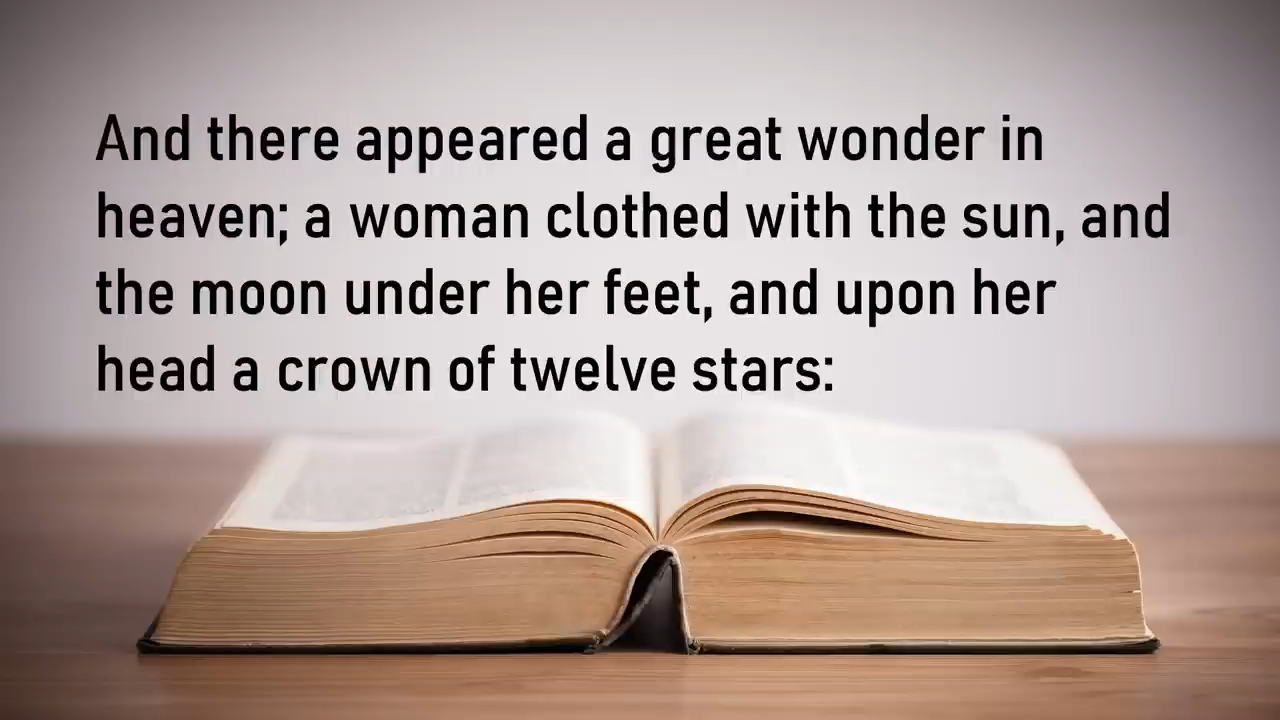 And there appeared a great wonder in
heaven; a woman clothed with the sun, and
the moon under her feet, and upon her
head a crown of twelve stars: